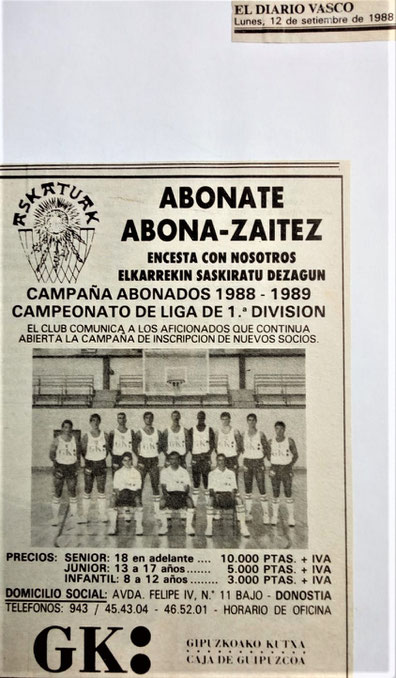 EL DIARIO VASCO
Lunes, 12 de setiembre de 1988
ASKATUAK
ABONATE
ABONA-ZAITEZ
ENCESTA CON NOSOTROS
ELKARREKIN SASKIRATU DEZAGUN
CAMPAÑA ABONADOS 1988 - 1989
CAMPEONATO DE LIGA DE 1.ª DIVISION
EL CLUB COMUNICA A LOS AFICIONADOS QUE CONTINUA
ABIERTA LA CAMPAÑA DE INSCRIPCION DE NUEVOS SOCIOS.
PRECIOS: SENIOR: 18 en adelante .... 10.000 PTAS. + IVA
JUNIOR: 13 a 17 años....... 5.000 PTAS. + IVA
INFANTIL: 8 a 12 años........ 3.000 PTAS. + IVA
DOMICILIO SOCIAL: AVDA. FELIPE IV, N.° 11 BAJO - DONOSTIA
TELEFONOS: 943 / 45.43.04 - 46.52.01 - HORARIO DE OFICINA
GK:
GIPUZKOAKO KUTXA
CAJA DE GUIPUZCOA